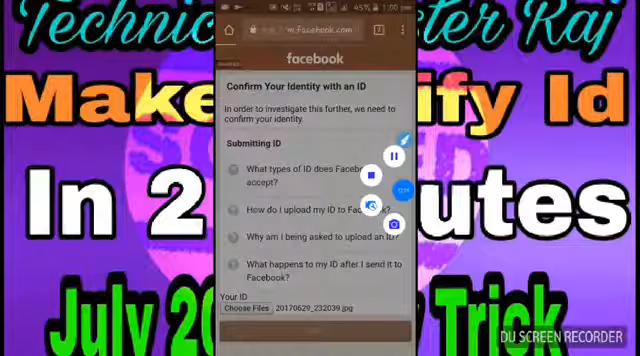 Technic ster Raj
Make ify Id
In 2 utes
July 20 Trick
45% 1:00 PM
m.facebook.com
facebook
Confirm Your Identity with an ID
In order to investigate this further, we need to
confirm your identity.
Submitting ID
What types of ID does Faceb
accept?
How do I upload my ID to Facebook?
Why am I being asked to upload an ID?
What happens to my ID after I send it to
Facebook?
Your ID
Choose Files 20170629_232039.jpg
DU SCREEN RECORDER